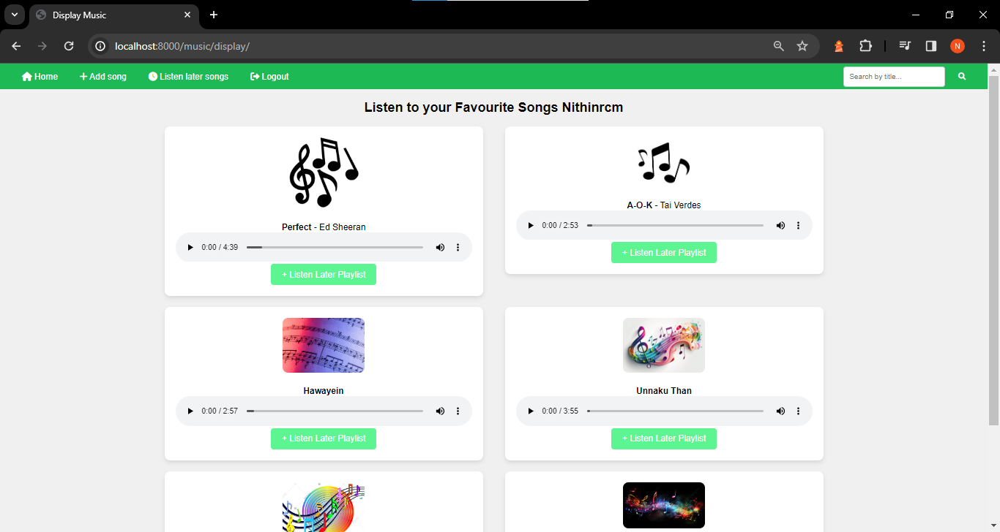 Display Music
localhost:8000/music/display/
N
Home
Add song
Listen later songs
Logout
Search by title...
Listen to your Favourite Songs Nithinrcm
Perfect - Ed Sheeran
0:00 / 4:39
+ Listen Later Playlist
A-O-K - Tai Verdes
0:00 / 2:53
+ Listen Later Playlist
Hawayein
0:00 / 2:57
+ Listen Later Playlist
Unnaku Than
0:00 / 3:55
+ Listen Later Playlist